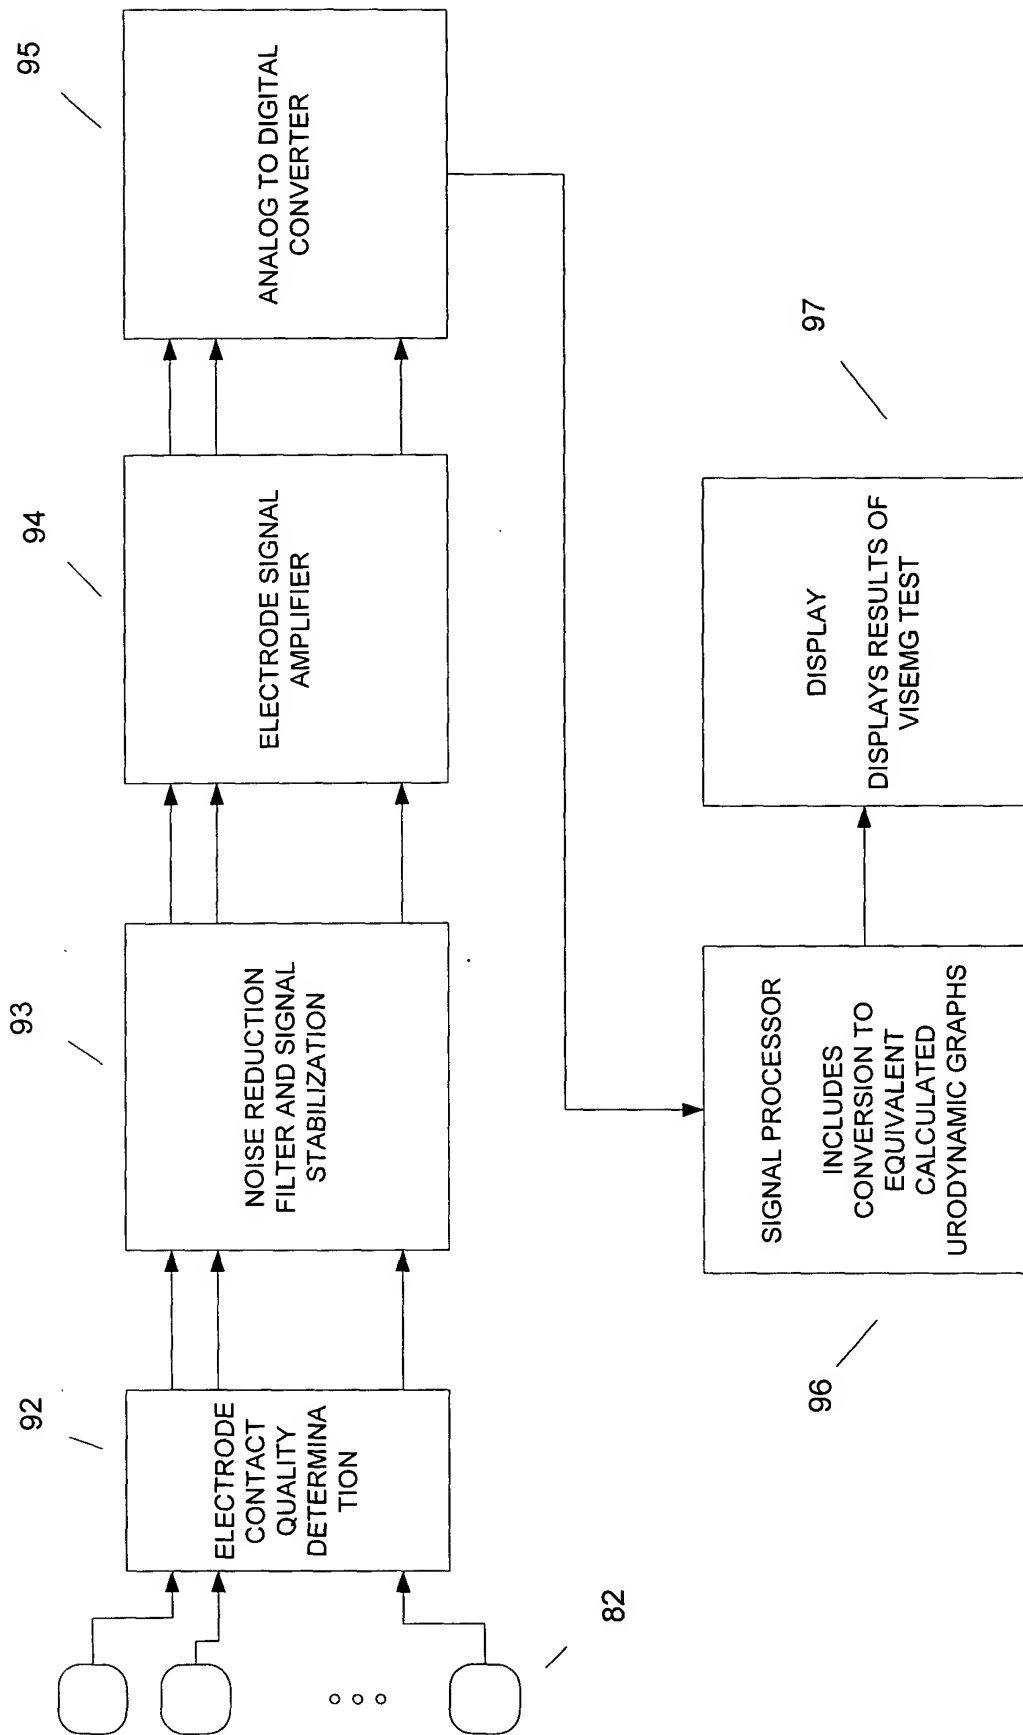 82
92
ELECTRODE
CONTACT
QUALITY
DETERMINA
TION
93
NOISE REDUCTION
FILTER AND SIGNAL
STABILIZATION
94
ELECTRODE SIGNAL
AMPLIFIER
95
ANALOG TO DIGITAL
CONVERTER
96
SIGNAL PROCESSOR
INCLUDES
CONVERSION TO
EQUIVALENT
CALCULATED
URODYNAMIC GRAPHS
97
DISPLAY
DISPLAYS RESULTS OF
VISEMG TEST